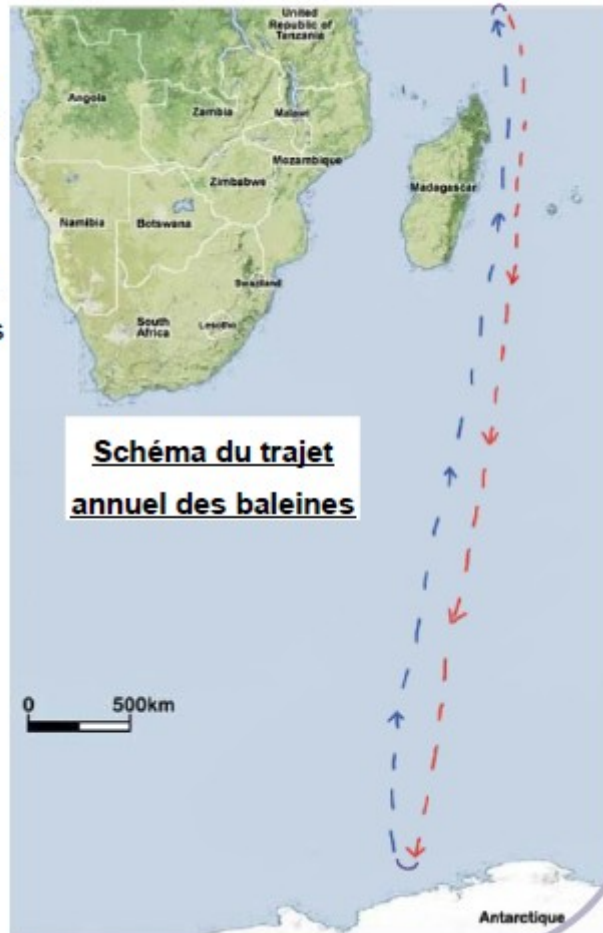 United
Republic of
Tanzania
Angola
Zambia
Malawi
Mozambique
Zimbabwe
Madagascar
Namibia
Botswana
Swaziland
South
Africa
Lesotho
s
Schéma du trajet
annuel des baleines
0 500km
Antarctique